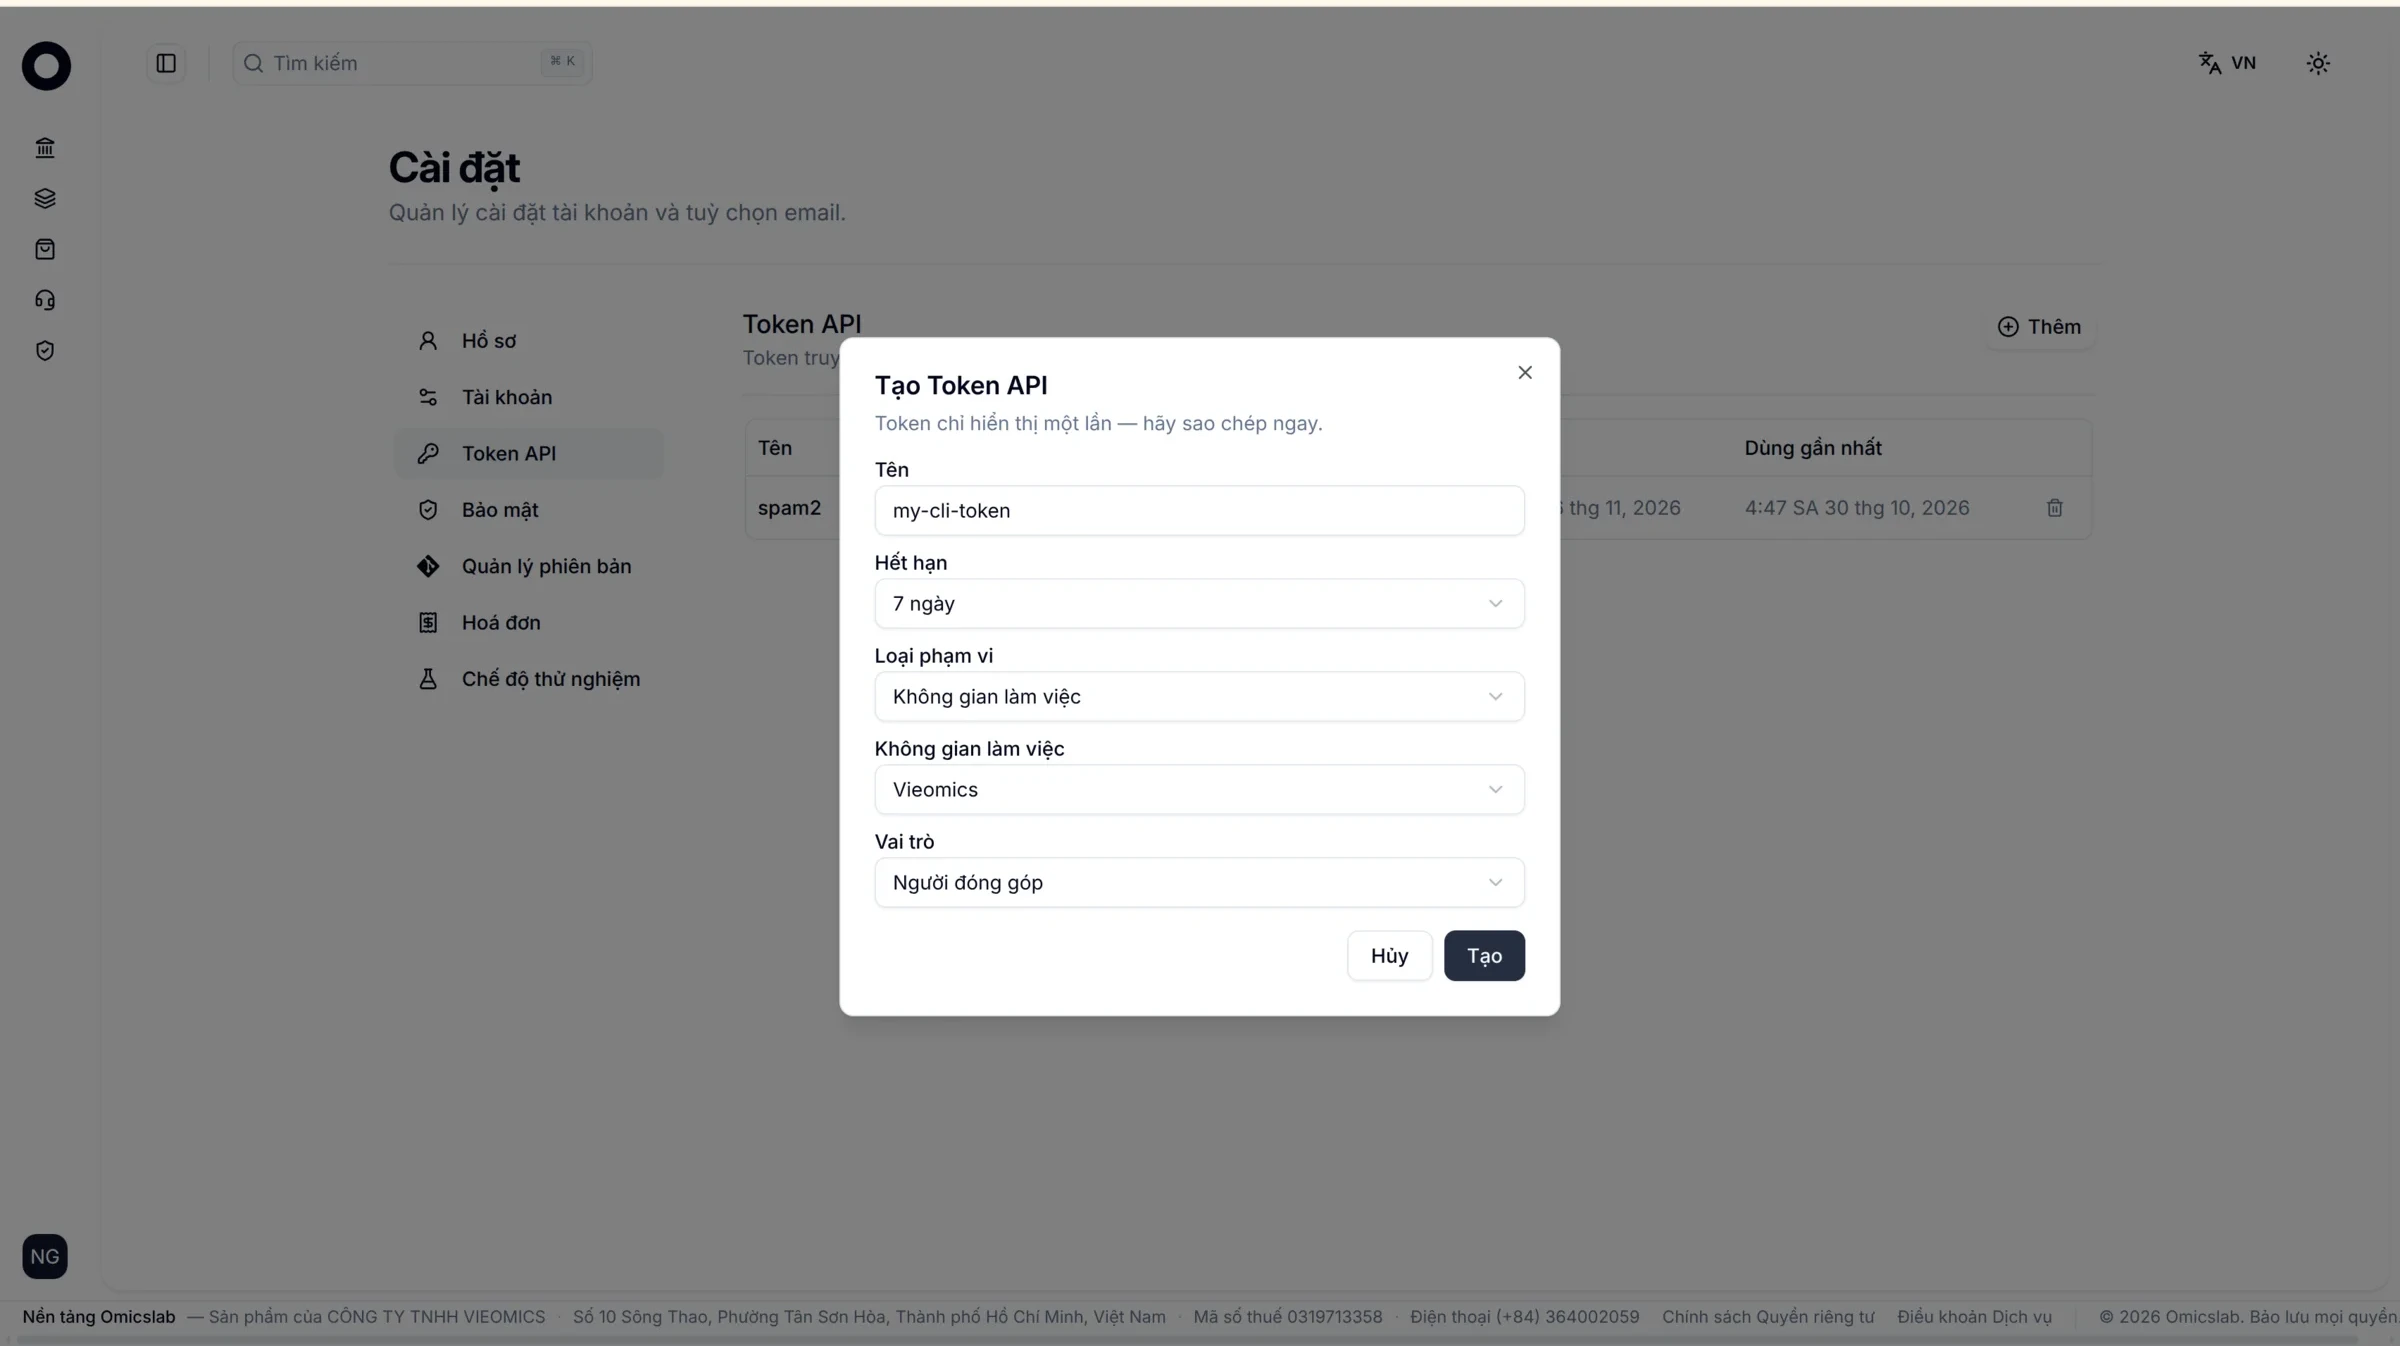 Tìm kiếm
⌘ K
VN
Cài đặt
Quản lý cài đặt tài khoản và tuỳ chọn email.
Hồ sơ
Tài khoản
Token API
Bảo mật
Quản lý phiên bản
Hoá đơn
Chế độ thử nghiệm
Token API
Thêm
Token truy
Tên
Dùng gần nhất
spam2
thg 11, 2026
4:47 SA 30 thg 10, 2026
Tạo Token API
Token chỉ hiển thị một lần — hãy sao chép ngay.
Tên
my-cli-token
Hết hạn
7 ngày
Loại phạm vi
Không gian làm việc
Không gian làm việc
Vieomics
Vai trò
Người đóng góp
Hủy
Tạo
NG
Nền tảng Omicslab — Sản phẩm của CÔNG TY TNHH VIEOMICS · Số 10 Sông Thao, Phường Tân Sơn Hòa, Thành phố Hồ Chí Minh, Việt Nam · Mã số thuế 0319713358 · Điện thoại (+84) 364002059 Chính sách Quyền riêng tư Điều khoản Dịch vụ © 2026 Omicslab. Bảo lưu mọi quyền.